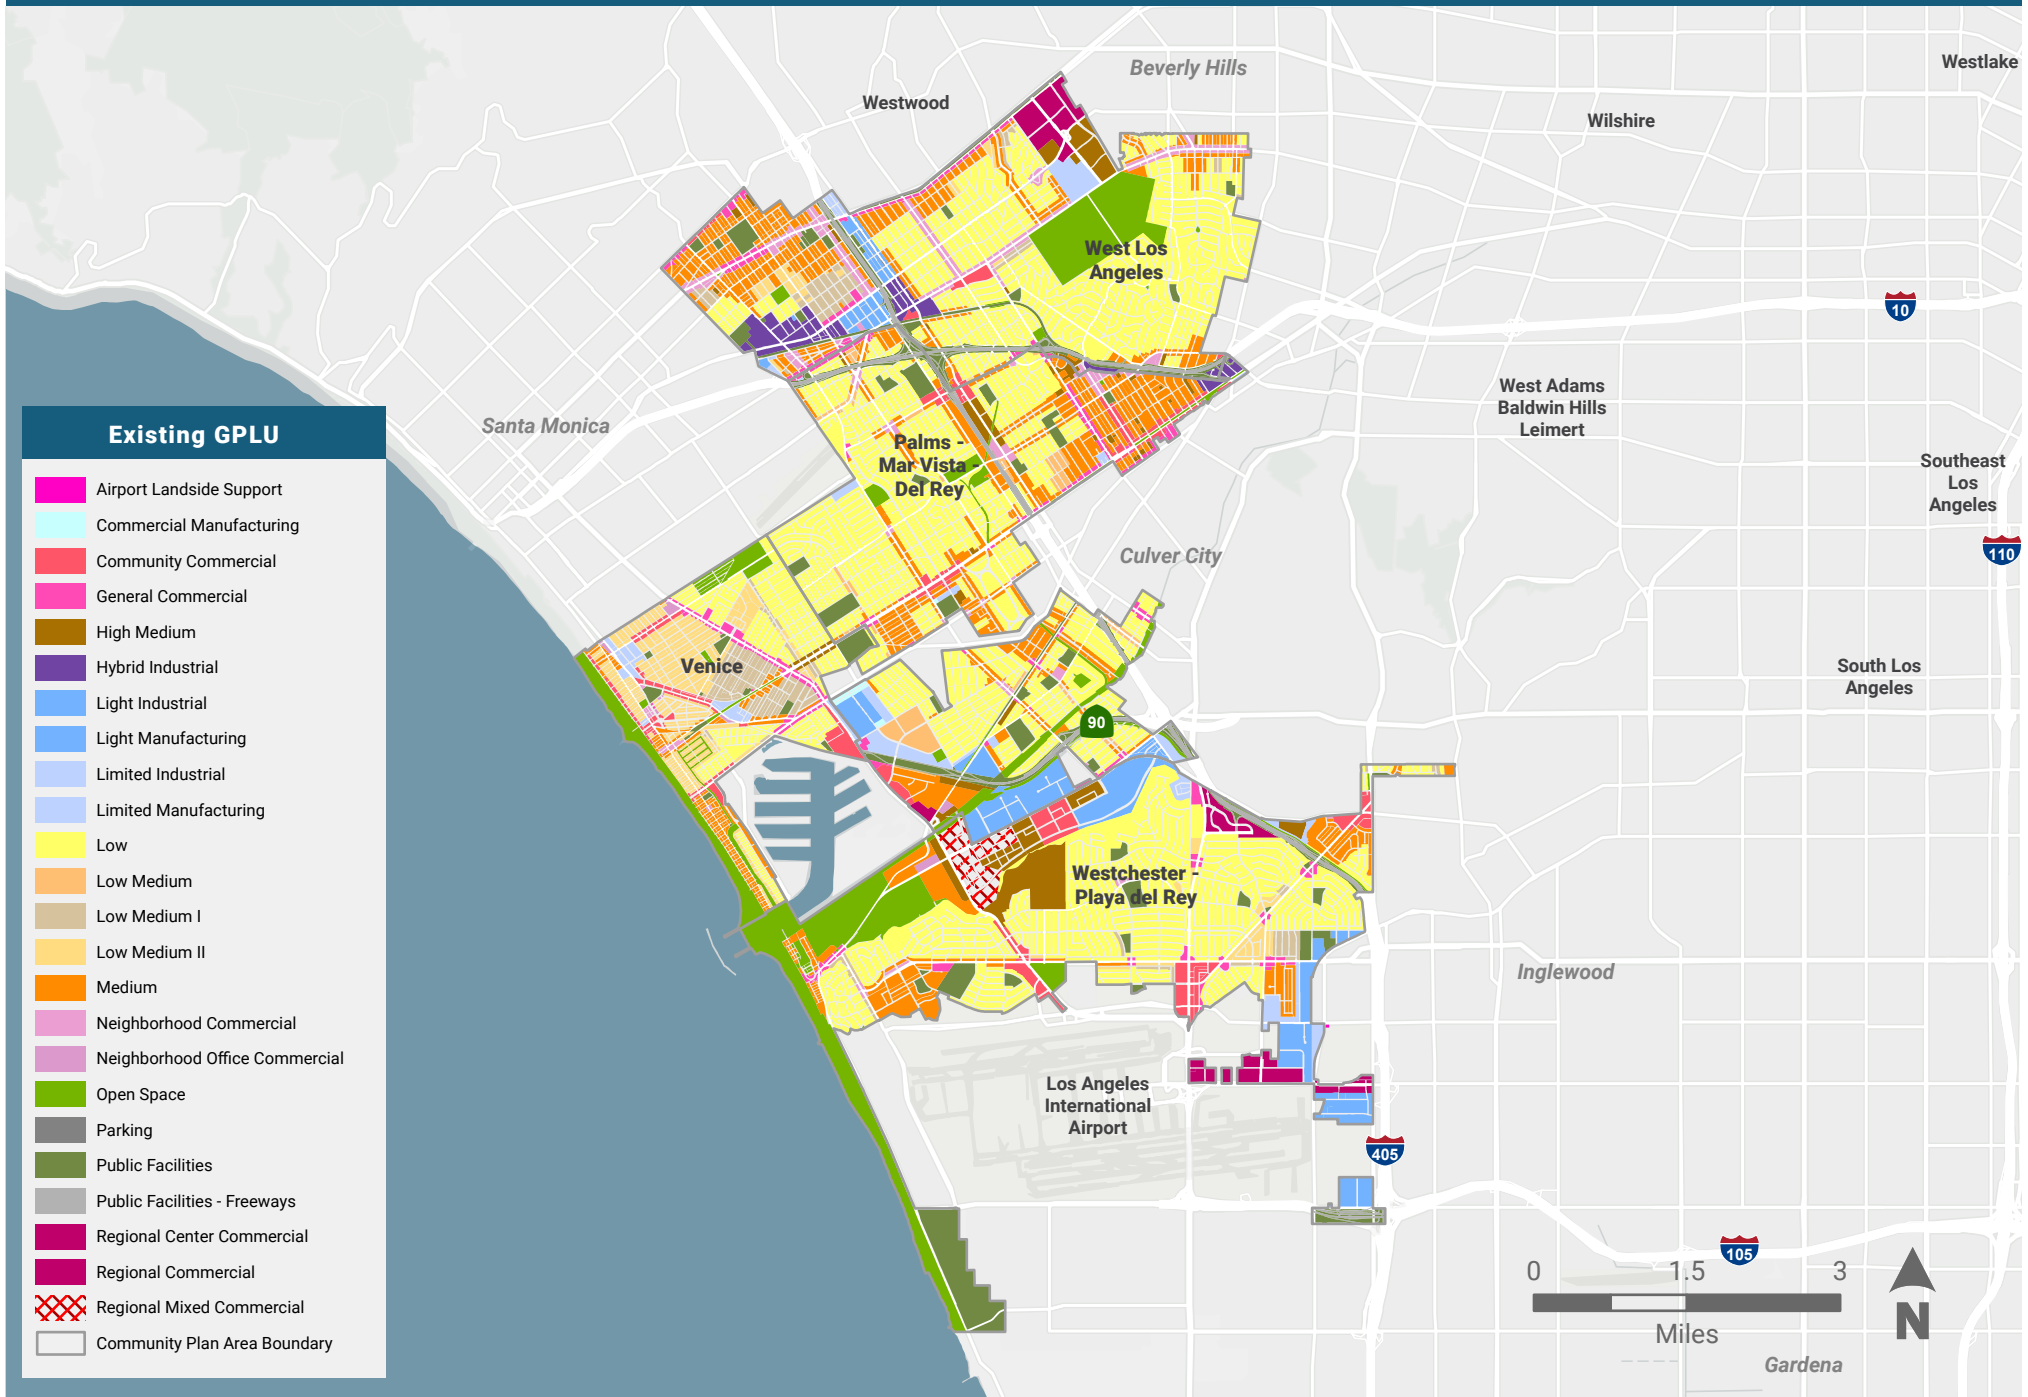 Beverly Hills
Westlake
Westwood
Wilshire
West Los
Angeles
10
West Adams
Baldwin Hills
Leimert
Santa Monica
Palms -
Mar Vista -
Del Rey
Southeast
Los
Angeles
110
Culver City
Venice
South Los
Angeles
90
Westchester -
Playa del Rey
Inglewood
Los Angeles
International
Airport
405
105
Gardena
Existing GPLU
Airport Landside Support
Commercial Manufacturing
Community Commercial
General Commercial
High Medium
Hybrid Industrial
Light Industrial
Light Manufacturing
Limited Industrial
Limited Manufacturing
Low
Low Medium
Low Medium I
Low Medium II
Medium
Neighborhood Commercial
Neighborhood Office Commercial
Open Space
Parking
Public Facilities
Public Facilities - Freeways
Regional Center Commercial
Regional Commercial
Regional Mixed Commercial
Community Plan Area Boundary
0 1.5 3
Miles
N